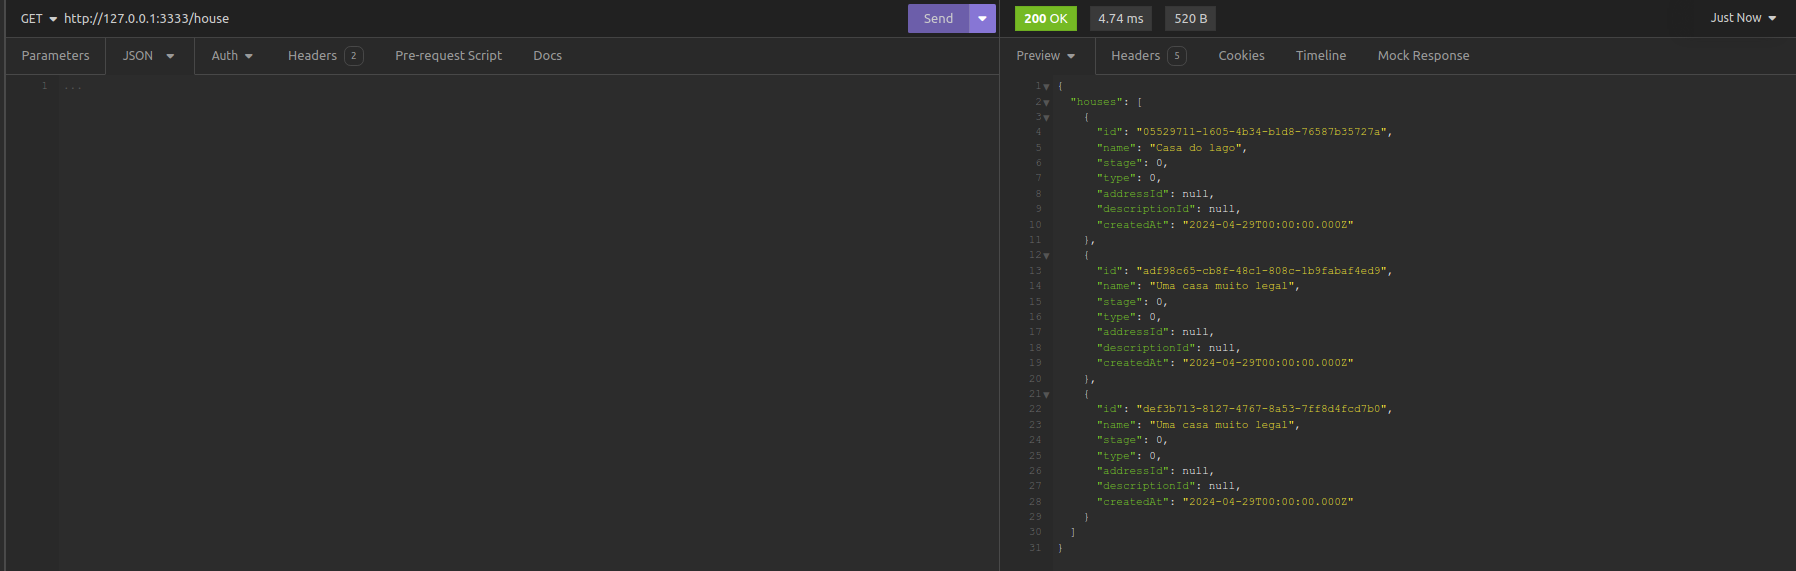 GET http://127.0.0.1:3333/house Send 200 OK 4.74 ms 520 B Just Now
Parameters JSON Auth Headers 2 Pre-request Script Docs Preview Headers 5 Cookies Timeline Mock Response
1 ...
1 {
2 "houses": [
3 {
4 "id": "05529711-1605-4b34-b1d8-76587b35727a",
5 "name": "Casa do lago",
6 "stage": 0,
7 "type": 0,
8 "addressId": null,
9 "descriptionId": null,
10 "createdAt": "2024-04-29T00:00:00.000Z"
11 },
12 {
13 "id": "adf98c65-cb8f-48c1-808c-1b9fabaf4ed9",
14 "name": "Uma casa muito legal",
15 "stage": 0,
16 "type": 0,
17 "addressId": null,
18 "descriptionId": null,
19 "createdAt": "2024-04-29T00:00:00.000Z"
20 },
21 {
22 "id": "def3b713-8127-4767-8a53-7ff8d4fcd7b0",
23 "name": "Uma casa muito legal",
24 "stage": 0,
25 "type": 0,
26 "addressId": null,
27 "descriptionId": null,
28 "createdAt": "2024-04-29T00:00:00.000Z"
29 }
30 ]
31 }